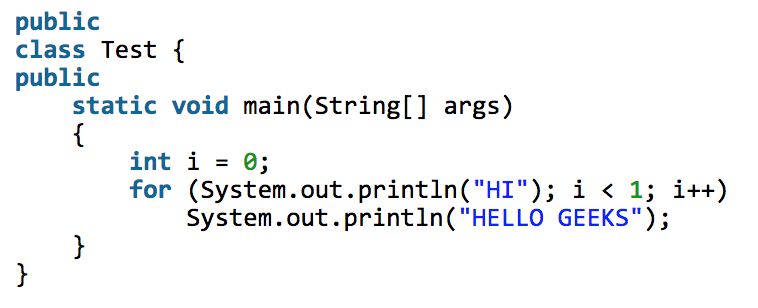 public
class Test {
public
    static void main(String[] args)
    {
        int i = 0;
        for (System.out.println("HI"); i < 1; i++)
            System.out.println("HELLO GEEKS");
    }
}